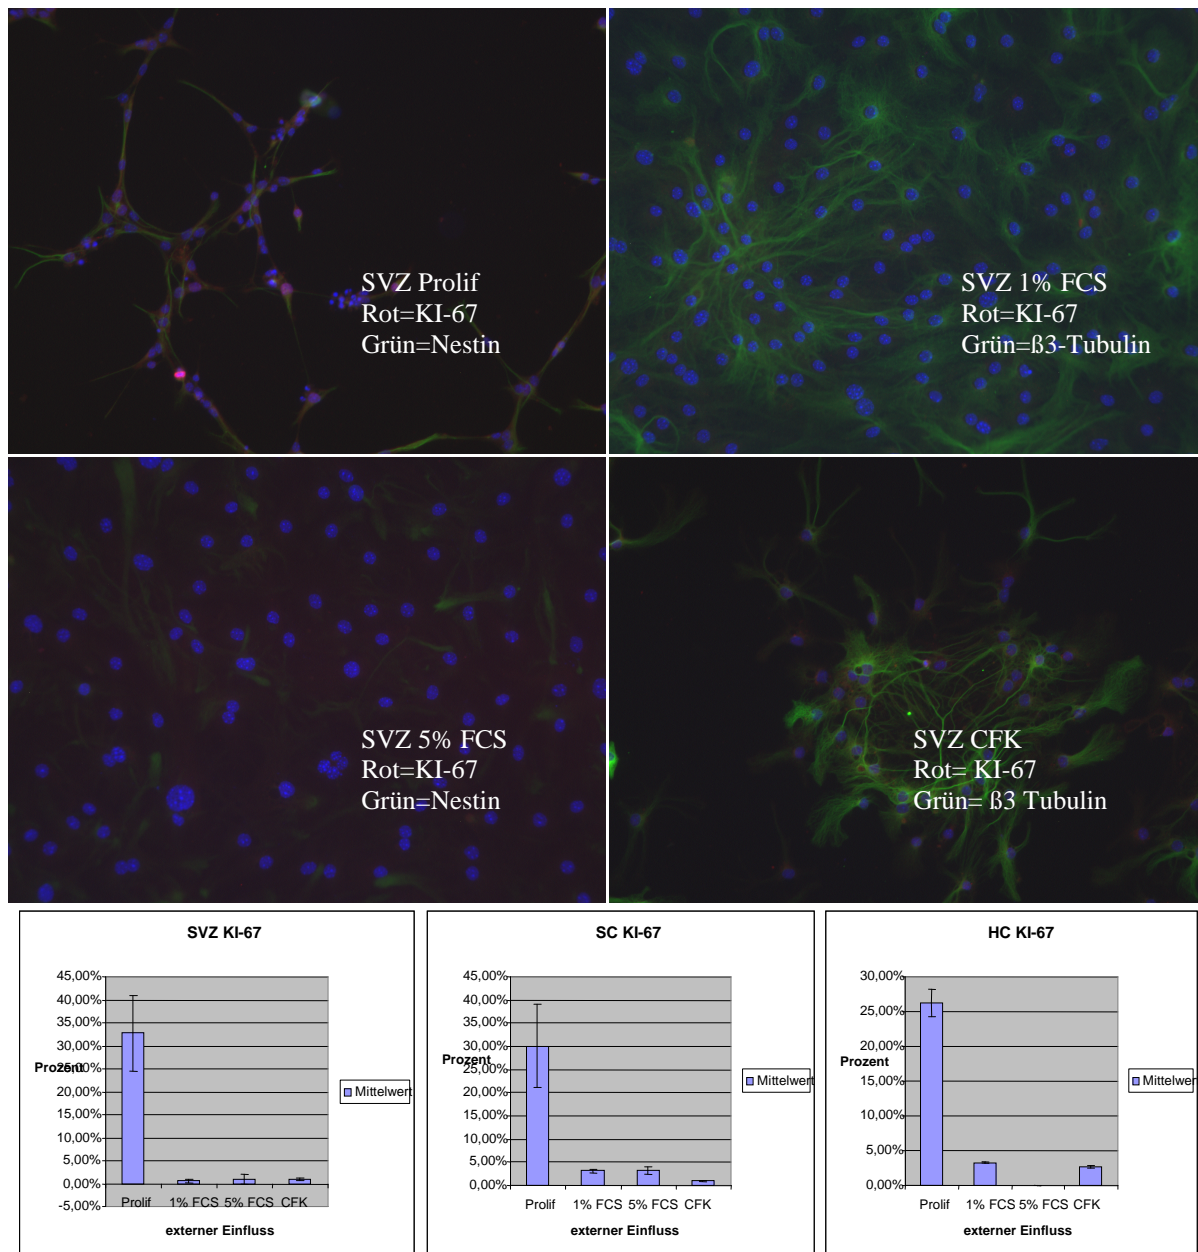 SVZ Prolif
Rot=KI-67
Grün=Nestin
SVZ 1% FCS
Rot=KI-67
Grün=ß3-Tubulin
SVZ 5% FCS
Rot=KI-67
Grün=Nestin
SVZ CFK
Rot= KI-67
Grün= ß3 Tubulin
SVZ KI-67
45,00%
40,00%
35,00%
30,00%
Prozent
25,00%
20,00%
15,00%
10,00%
5,00%
0,00%
-5,00%
Prolif 1% FCS 5% FCS CFK
externer Einfluss
Mittelwert
SC KI-67
45,00%
40,00%
35,00%
30,00%
Prozent
25,00%
20,00%
15,00%
10,00%
5,00%
0,00%
Prolif 1% FCS 5% FCS CFK
externer Einfluss
Mittelwert
HC KI-67
30,00%
25,00%
20,00%
Prozent
15,00%
10,00%
5,00%
0,00%
Prolif 1% FCS 5% FCS CFK
externer Einfluss
Mittelwert